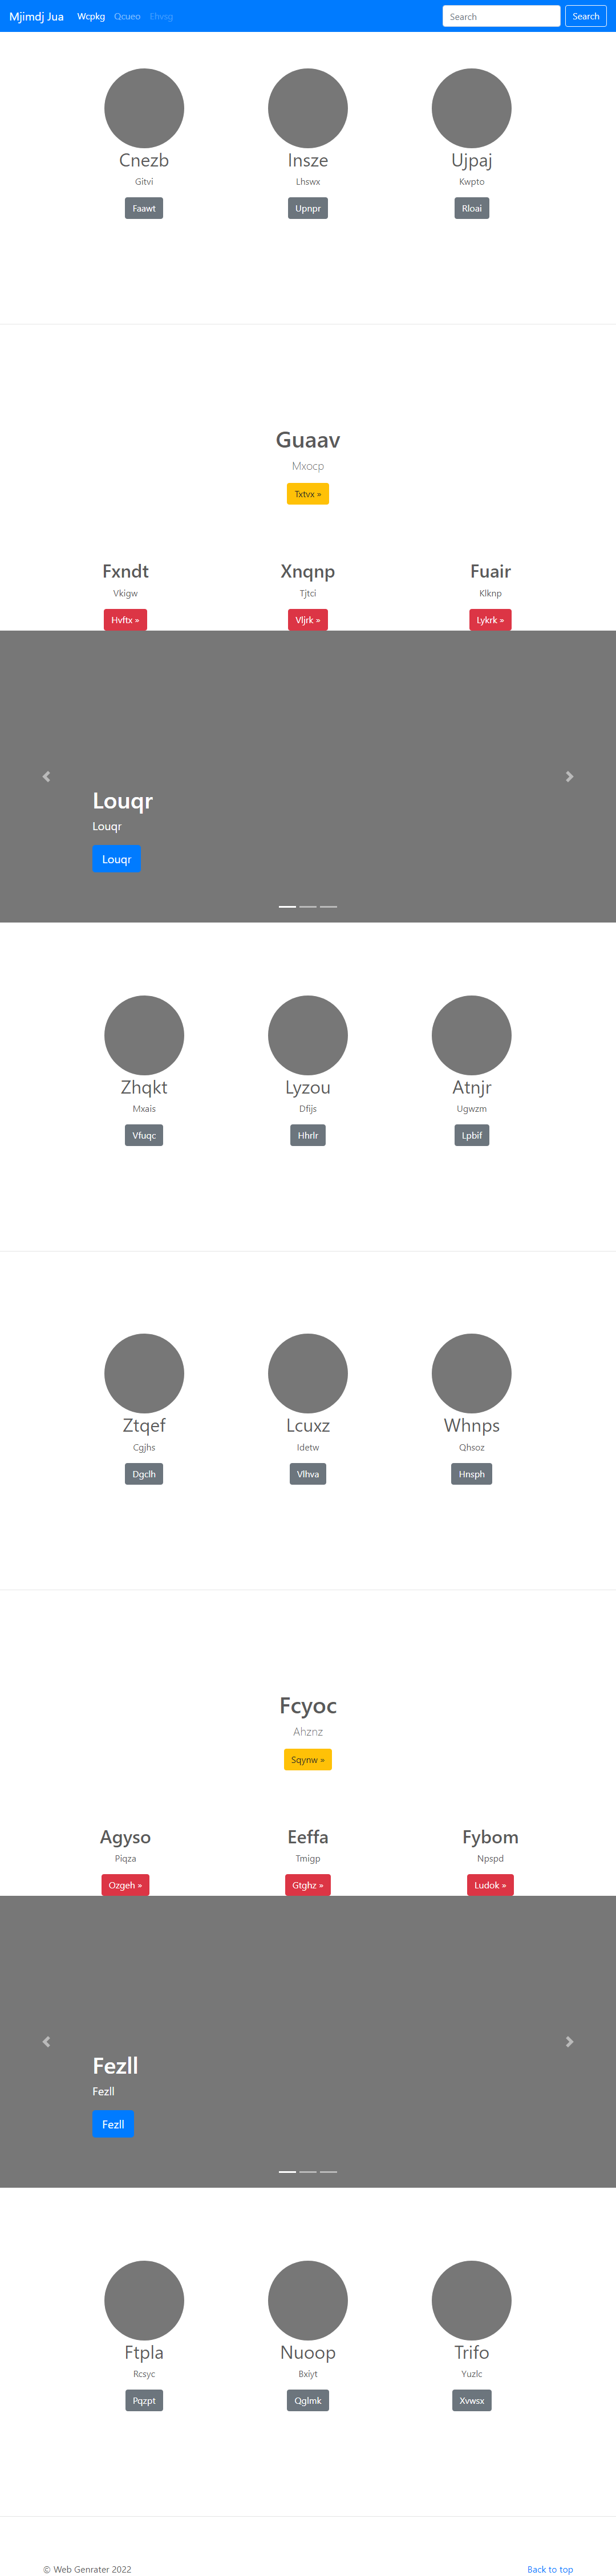 Mjimdj Jua Wcpkg Qcueo Ehxsg Search Search
Cnezb Insze Ujpaj
Gitvi Lhswx Kwpto
Faawt Upnpr Rloai
Guaav
Mxocp
Txtvx »
Fxndt Xnqnp Fuair
Vkigw Tjtci Klknp
Hvftx » Vljrk » Lykrk »
Louqr
Louqr
Louqr
Zhqkt Lyzou Atnjr
Mxais Dfijs Ugwzm
Vfuqc Hhrlr Lpbif
Ztqef Lcuxz Whnps
Cgjhs Idetw Qhsoz
Dgclh Vlhva Hnsph
Fcyoc
Ahznz
Sqynw »
Agyso Eeffa Fybom
Piqza Tmigp Npspd
Ozgeh » Gtghz » Ludok »
Fezll
Fezll
Fezll
Ftpla Nuoop Trifo
Rcsyc Bxiyt Yuzlc
Pqzpt Qglmk Xvwsx
© Web Genrater 2022 Back to top